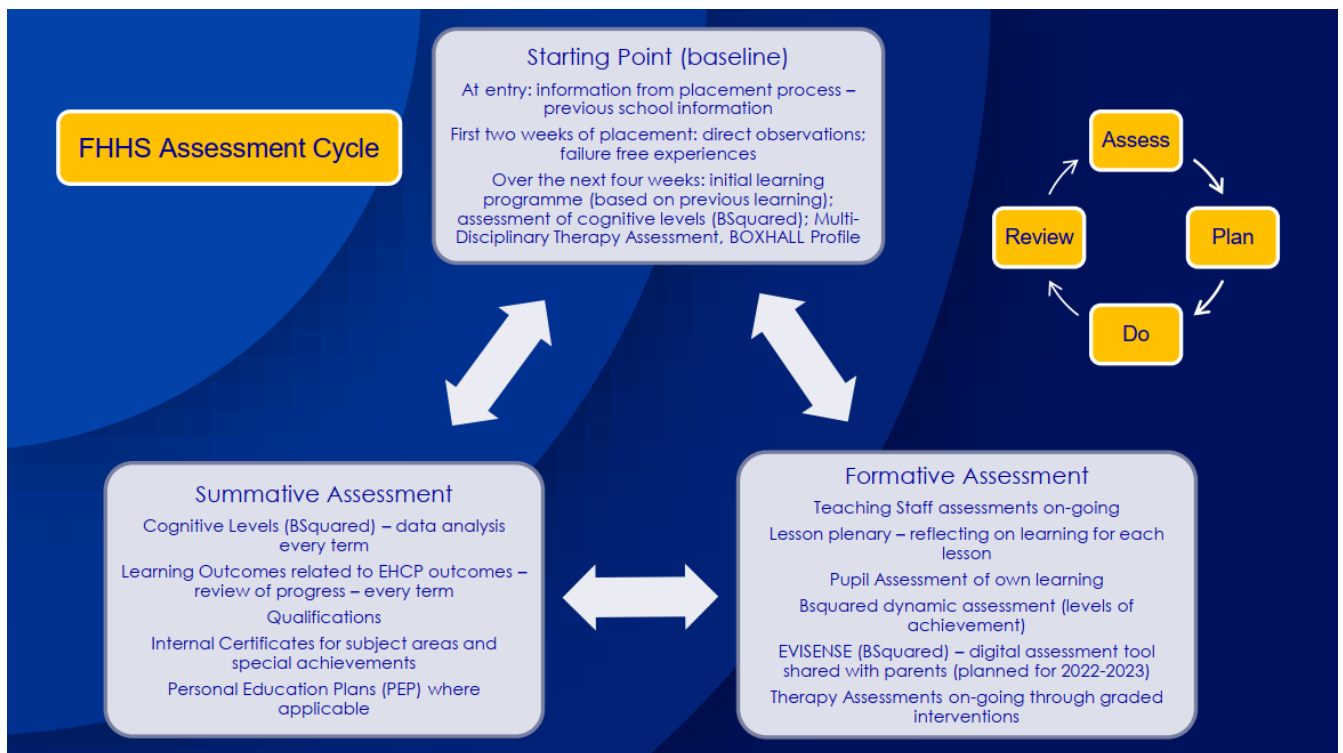 FHHS Assessment Cycle
Starting Point (baseline)
At entry: information from placement process –
previous school information
First two weeks of placement: direct observations;
failure free experiences
Over the next four weeks: initial learning
programme (based on previous learning);
assessment of cognitive levels (BSquared); Multi-
Disciplinary Therapy Assessment, BOXHALL Profile
Assess
Plan
Do
Review
Summative Assessment
Cognitive Levels (BSquared) – data analysis
every term
Learning Outcomes related to EHCP outcomes –
review of progress – every term
Qualifications
Internal Certificates for subject areas and
special achievements
Personal Education Plans (PEP) where
applicable
Formative Assessment
Teaching Staff assessments on-going
Lesson plenary – reflecting on learning for each
lesson
Pupil Assessment of own learning
Bsquared dynamic assessment (levels of
achievement)
EVISENSE (BSquared) – digital assessment tool
shared with parents (planned for 2022-2023)
Therapy Assessments on-going through graded
interventions